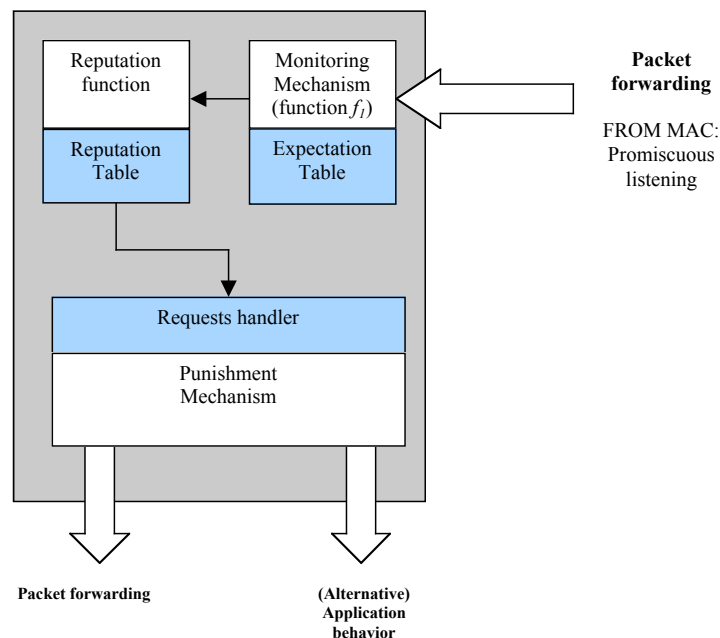 Reputation
function
Monitoring
Mechanism
(function f1)
Packet
forwarding
FROM MAC:
Promiscuous
listening
Reputation
Table
Expectation
Table
Requests handler
Punishment
Mechanism
Packet forwarding
(Alternative)
Application
behavior